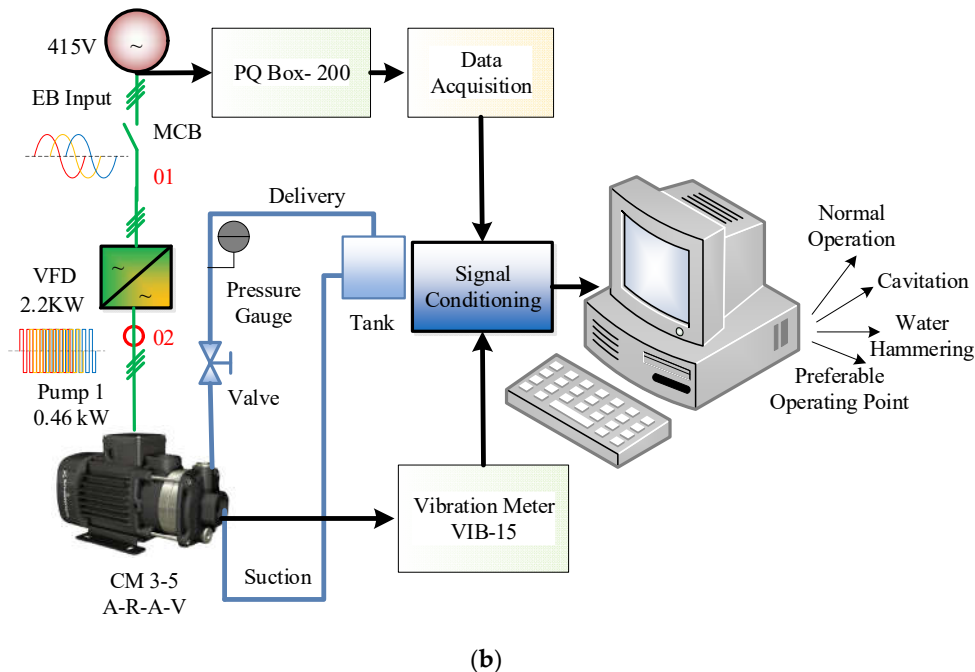 415V
~
PQ Box- 200
Data
Acquisition
EB Input
MCB
01
Delivery
VFD
2.2KW
~
~
Pressure
Gauge
Tank
Signal
Conditioning
Normal
Operation
Cavitation
Water
Hammering
Preferable
Operating Point
02
Pump 1
0.46 kW
Valve
Vibration Meter
VIB-15
Suction
CM 3-5
A-R-A-V
(b)